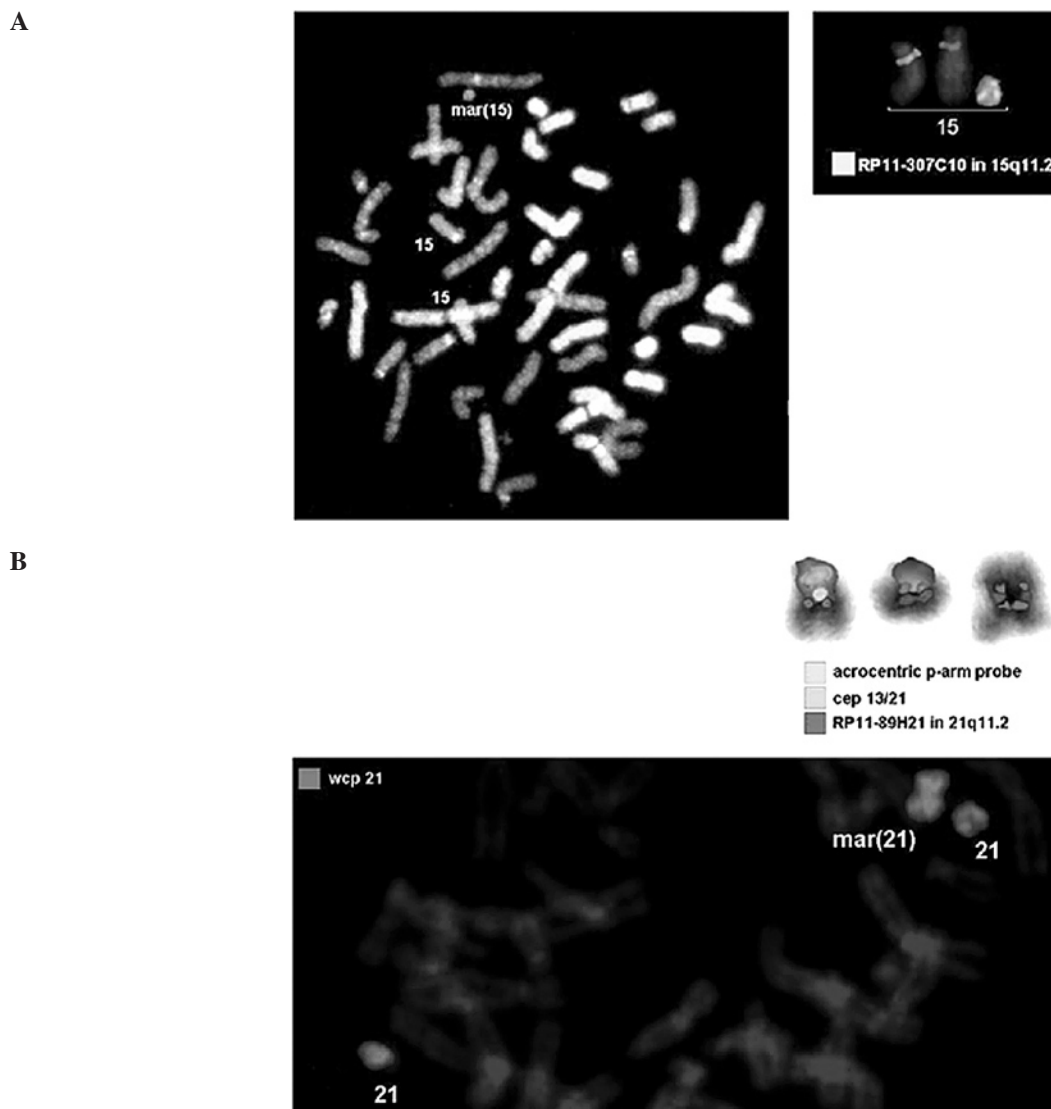 A
mar(15)
15
15
15
RP11-307C10 in 15q11.2
B
acrocentric p-arm probe
cep 13/21
RP11-89H21 in 21q11.2
wcp 21
mar(21)
21
21